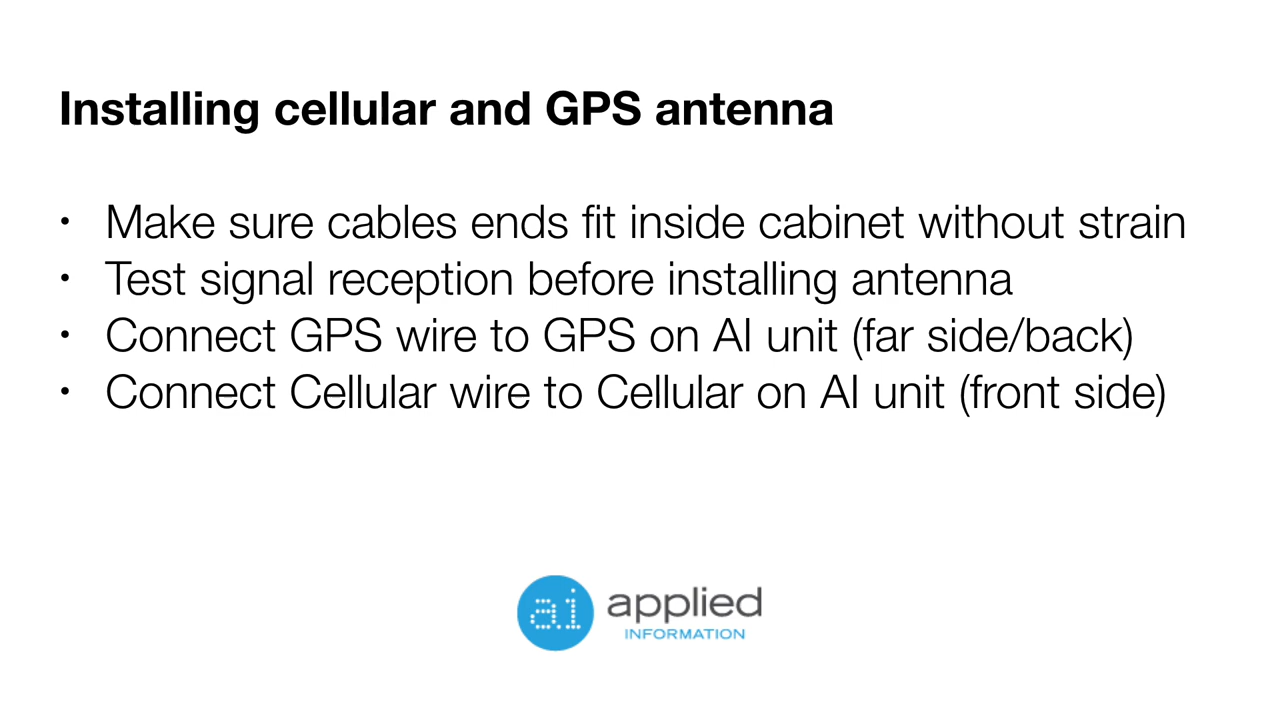 Installing cellular and GPS antenna
• Make sure cables ends fit inside cabinet without strain
• Test signal reception before installing antenna
• Connect GPS wire to GPS on AI unit (far side/back)
• Connect Cellular wire to Cellular on AI unit (front side)
a.i applied
INFORMATION